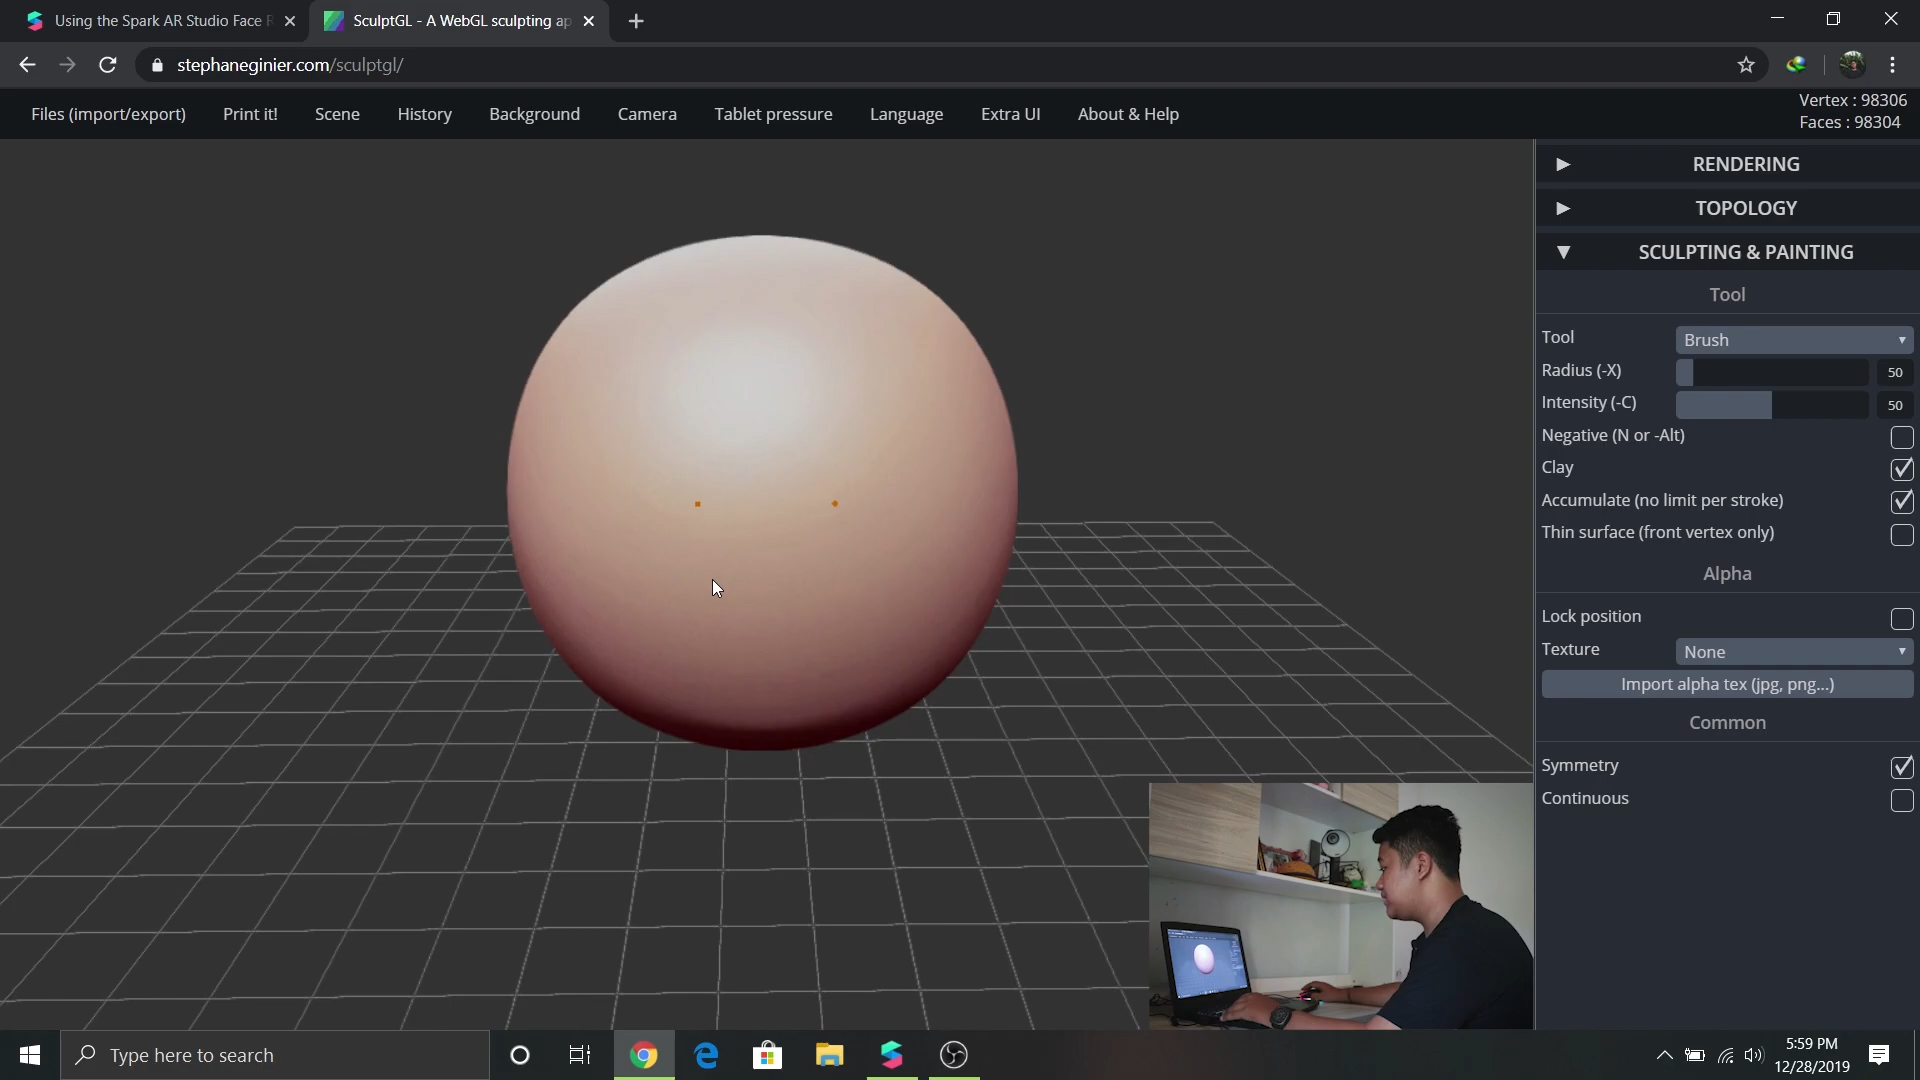 Using the Spark AR Studio Face R
SculptGL - A WebGL sculpting ap
stephaneginier.com/sculptgl/
Files (import/export)
Print it!
Scene
History
Background
Camera
Tablet pressure
Language
Extra UI
About & Help
Vertex : 98306
Faces : 98304
RENDERING
TOPOLOGY
SCULPTING & PAINTING
Tool
Tool
Brush
Radius (-X)
50
Intensity (-C)
50
Negative (N or -Alt)
Clay
Accumulate (no limit per stroke)
Thin surface (front vertex only)
Alpha
Lock position
Texture
None
Import alpha tex (jpg, png...)
Common
Symmetry
Continuous
Type here to search
5:59 PM
12/28/2019